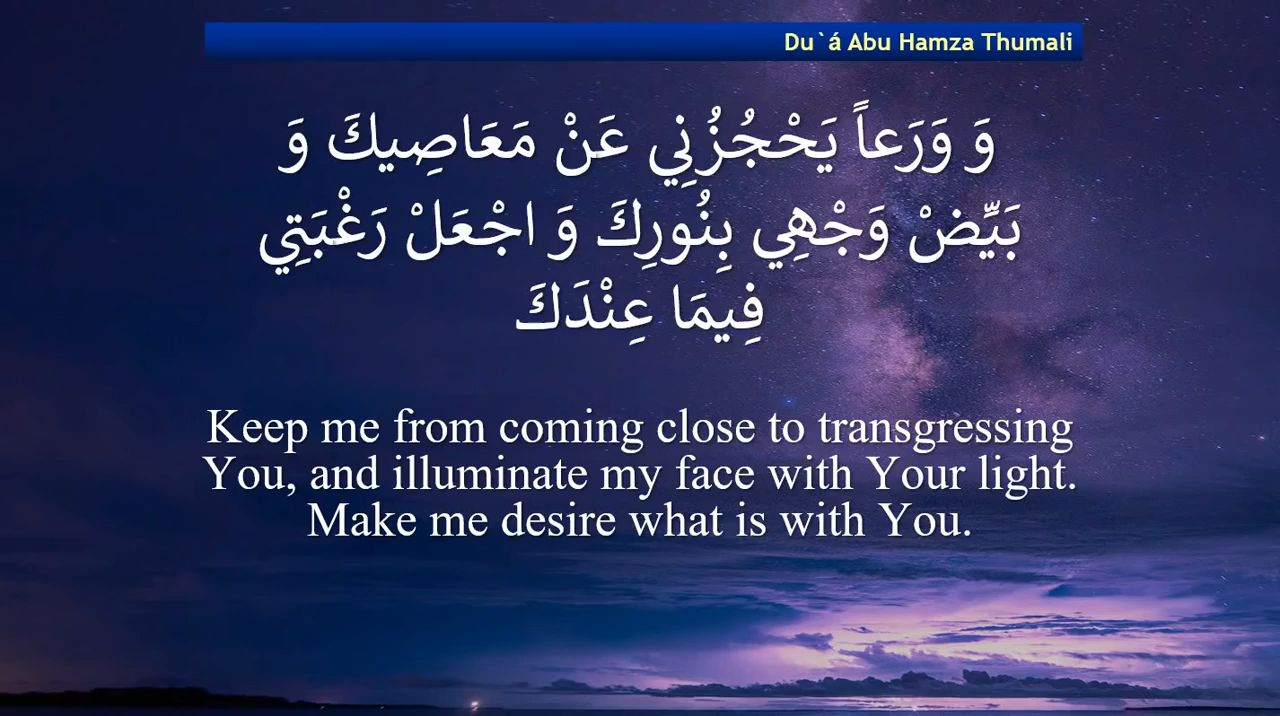 Du`á Abu Hamza Thumali
وَ وَرَعاً يَحْجُزُنِي عَنْ مَعَاصِيكَ وَ
بَيِّضْ وَجْهِي بِنُورِكَ وَ اجْعَلْ رَغْبَتِي
فِيمَا عِنْدَكَ
Keep me from coming close to transgressing
You, and illuminate my face with Your light.
Make me desire what is with You.